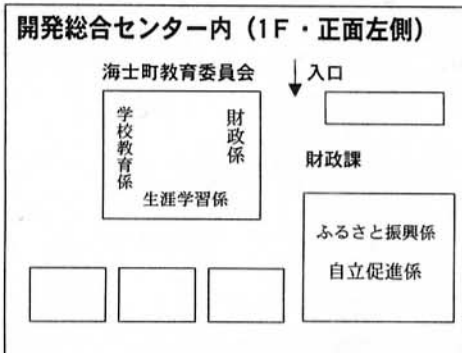 開発総合センター内（1F・正面左側）
海士町教育委員会
入口
学校教育係
財政係
生涯学習係
財政課
ふるさと振興係
自立促進係